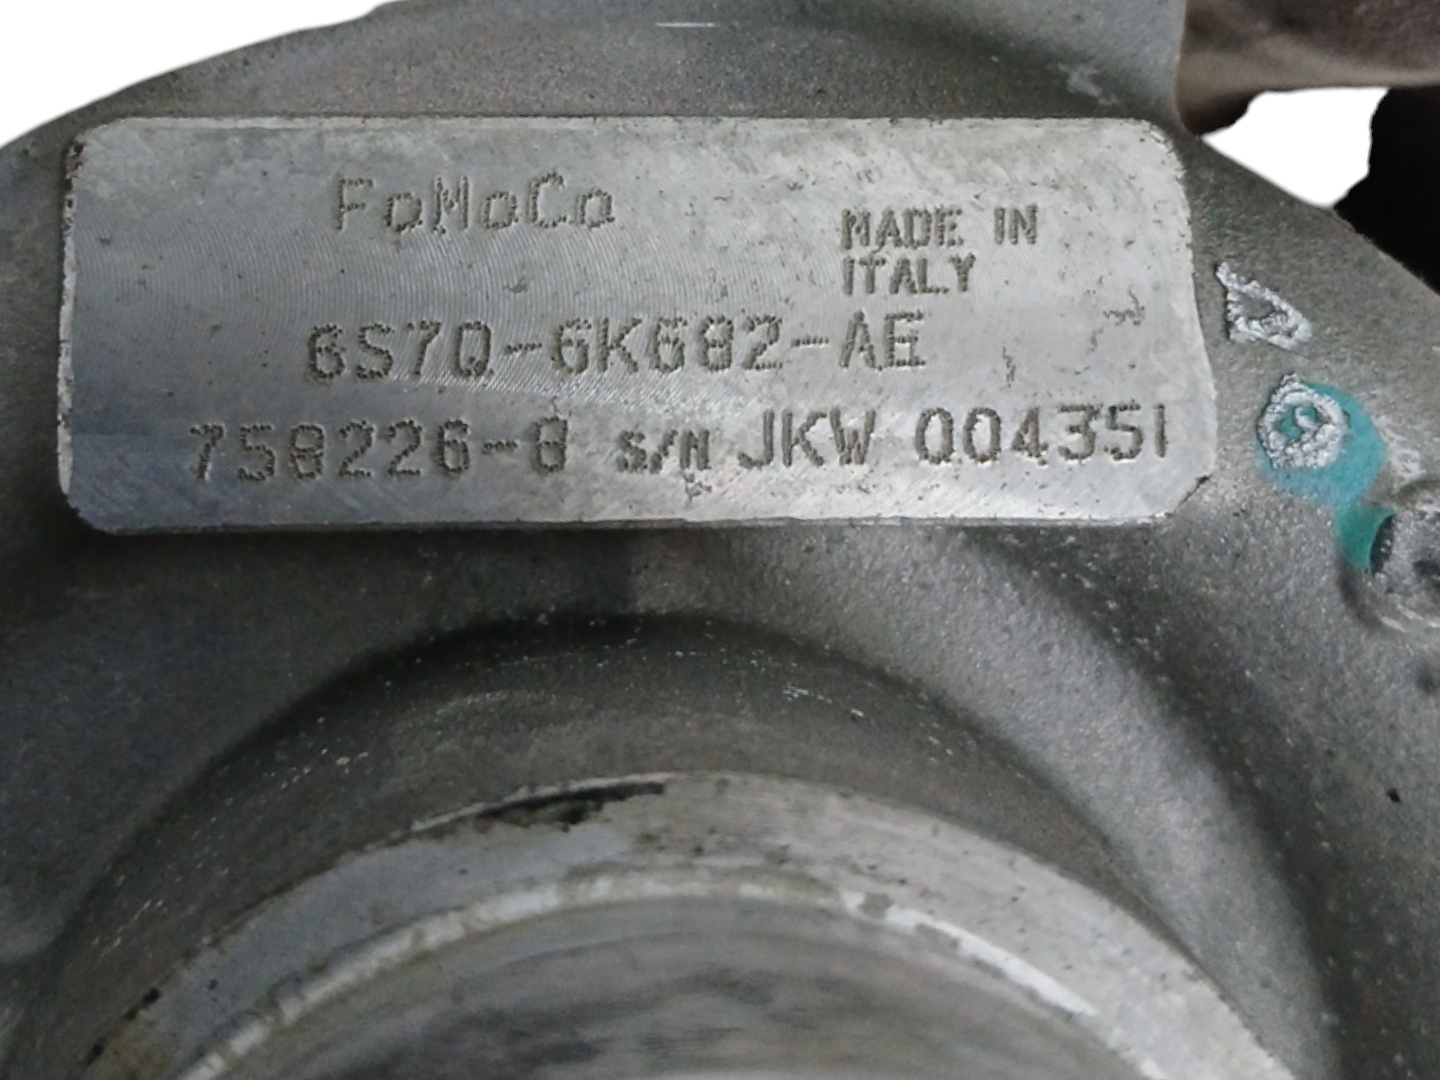 FoMoCo
MADE IN
ITALY
6S7Q-6K682-AE
758226-8 S/N JKW 004351